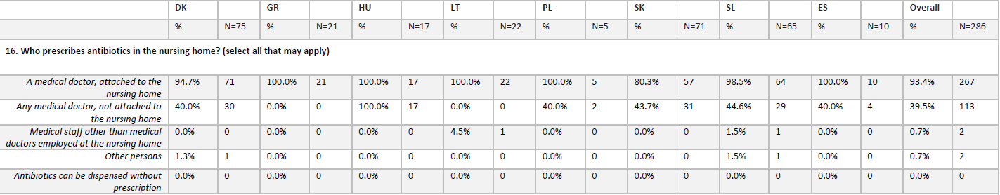 DK GR HU LT PL SK SL ES Overall
% N=75 % N=21 % N=17 % N=22 % N=5 % N=71 % N=65 % N=10 % N=286
16. Who prescribes antibiotics in the nursing home? (select all that may apply)
A medical doctor, attached to the 94.7% 71 100.0% 21 100.0% 17 100.0% 22 100.0% 5 80.3% 57 98.5% 64 100.0% 10 93.4% 267
nursing home
Any medical doctor, not attached to 40.0% 30 0.0% 0 100.0% 17 0.0% 0 40.0% 2 43.7% 31 44.6% 29 40.0% 4 39.5% 113
the nursing home
Medical staff other than medical 0.0% 0 0.0% 0 0.0% 0 4.5% 1 0.0% 0 0.0% 0 1.5% 1 0.0% 0 0.7% 2
doctors employed at the nursing home
Other persons 1.3% 1 0.0% 0 0.0% 0 0.0% 0 0.0% 0 0.0% 0 1.5% 1 0.0% 0 0.7% 2
Antibiotics can be dispensed without 0.0% 0 0.0% 0 0.0% 0 0.0% 0 0.0% 0 0.0% 0 0.0% 0 0.0% 0 0.0% 0
prescription